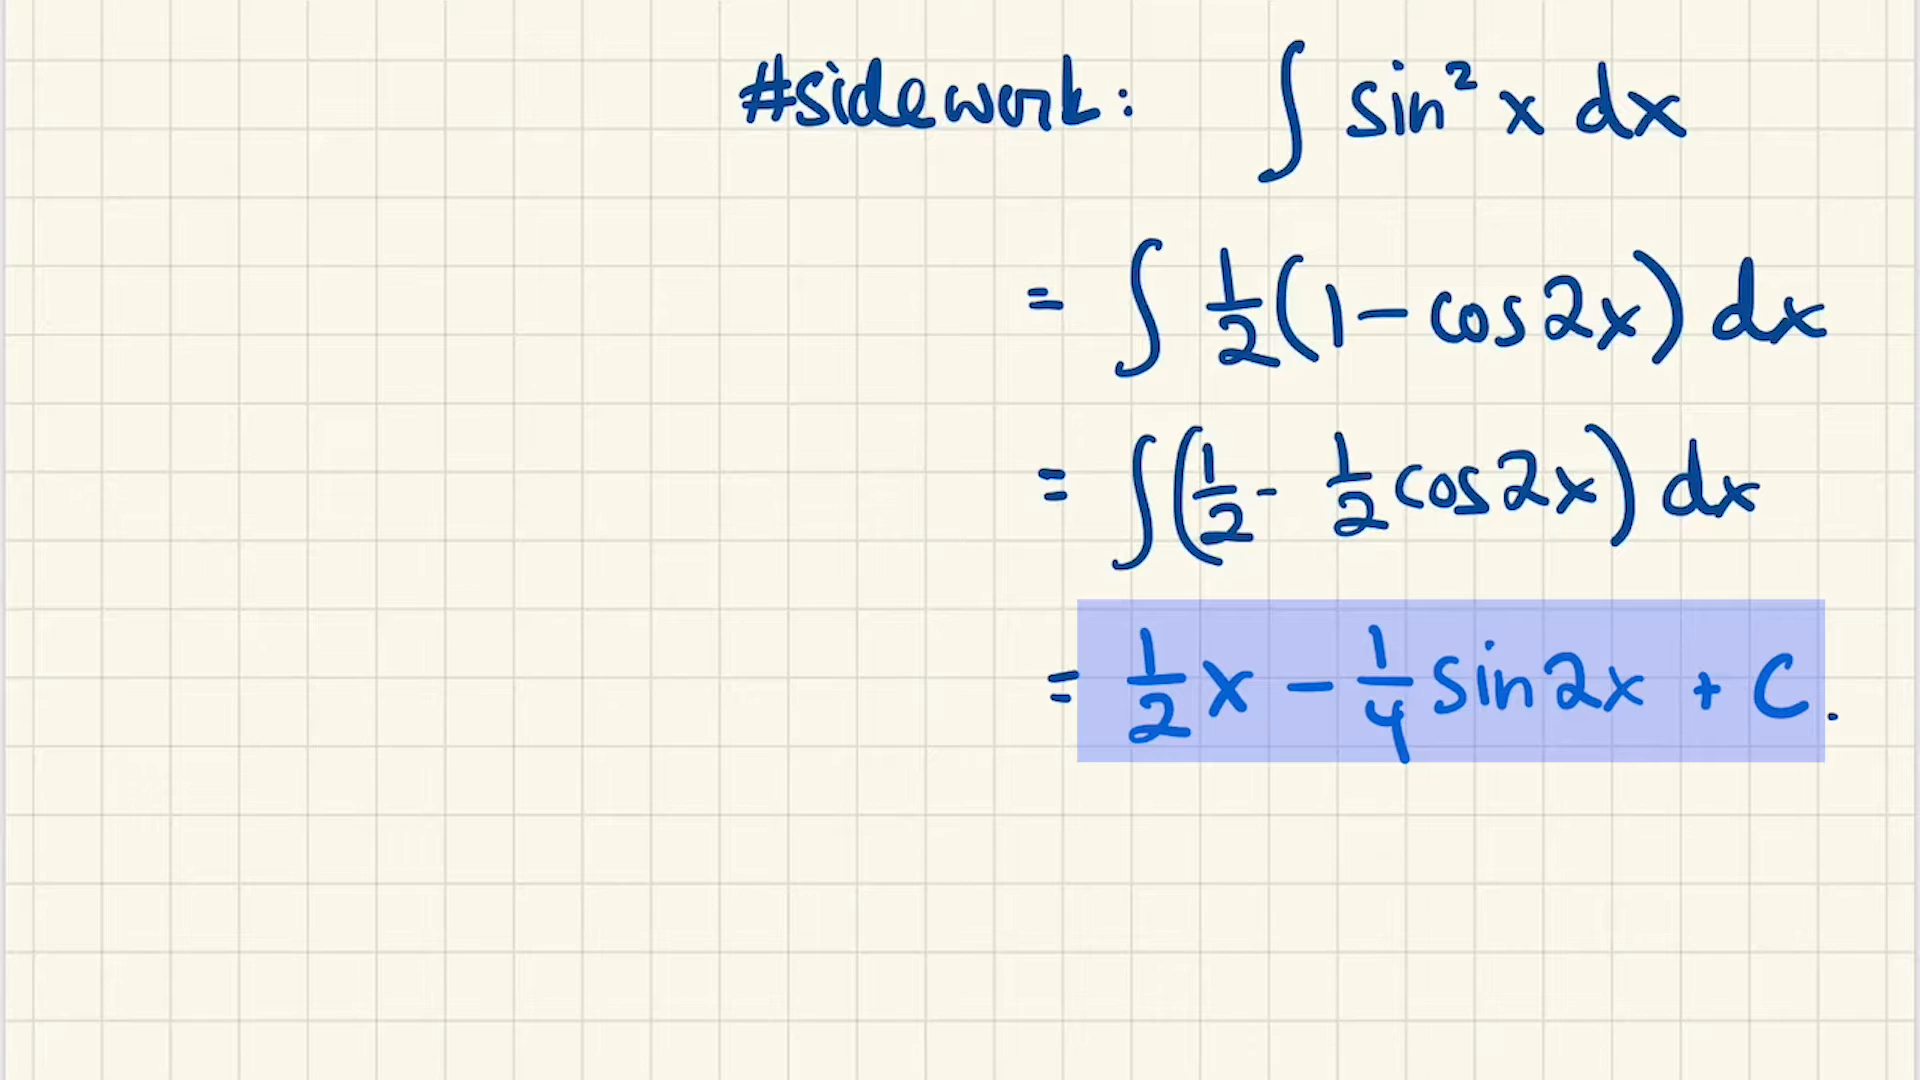 #sidework: ∫ sin² x dx
= ∫ 1/2 (1 - cos 2x) dx
= ∫ (1/2 - 1/2 cos 2x) dx
= 1/2 x - 1/4 sin 2x + C.